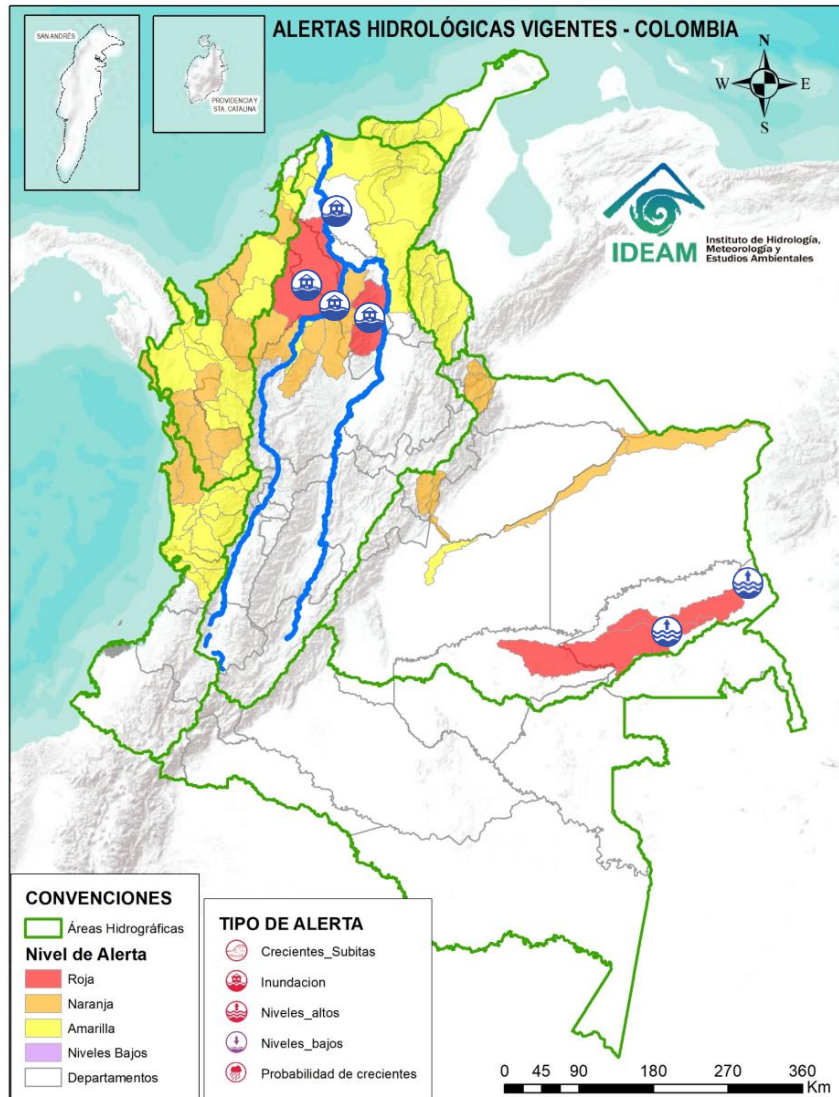 ALERTAS HIDROLÓGICAS VIGENTES - COLOMBIA
SAN ANDRÉS
PROVIDENCIA Y
STA. CATALINA
N
W
E
S
IDEAM
Instituto de Hidrología,
Meteorología y
Estudios Ambientales
CONVENCIONES
Áreas Hidrográficas
Nivel de Alerta
Roja
Naranja
Amarilla
Niveles Bajos
Departamentos
TIPO DE ALERTA
Crecientes_Subitas
Inundacion
Niveles_altos
Niveles_bajos
Probabilidad de crecientes
0 45 90 180 270 360
Km